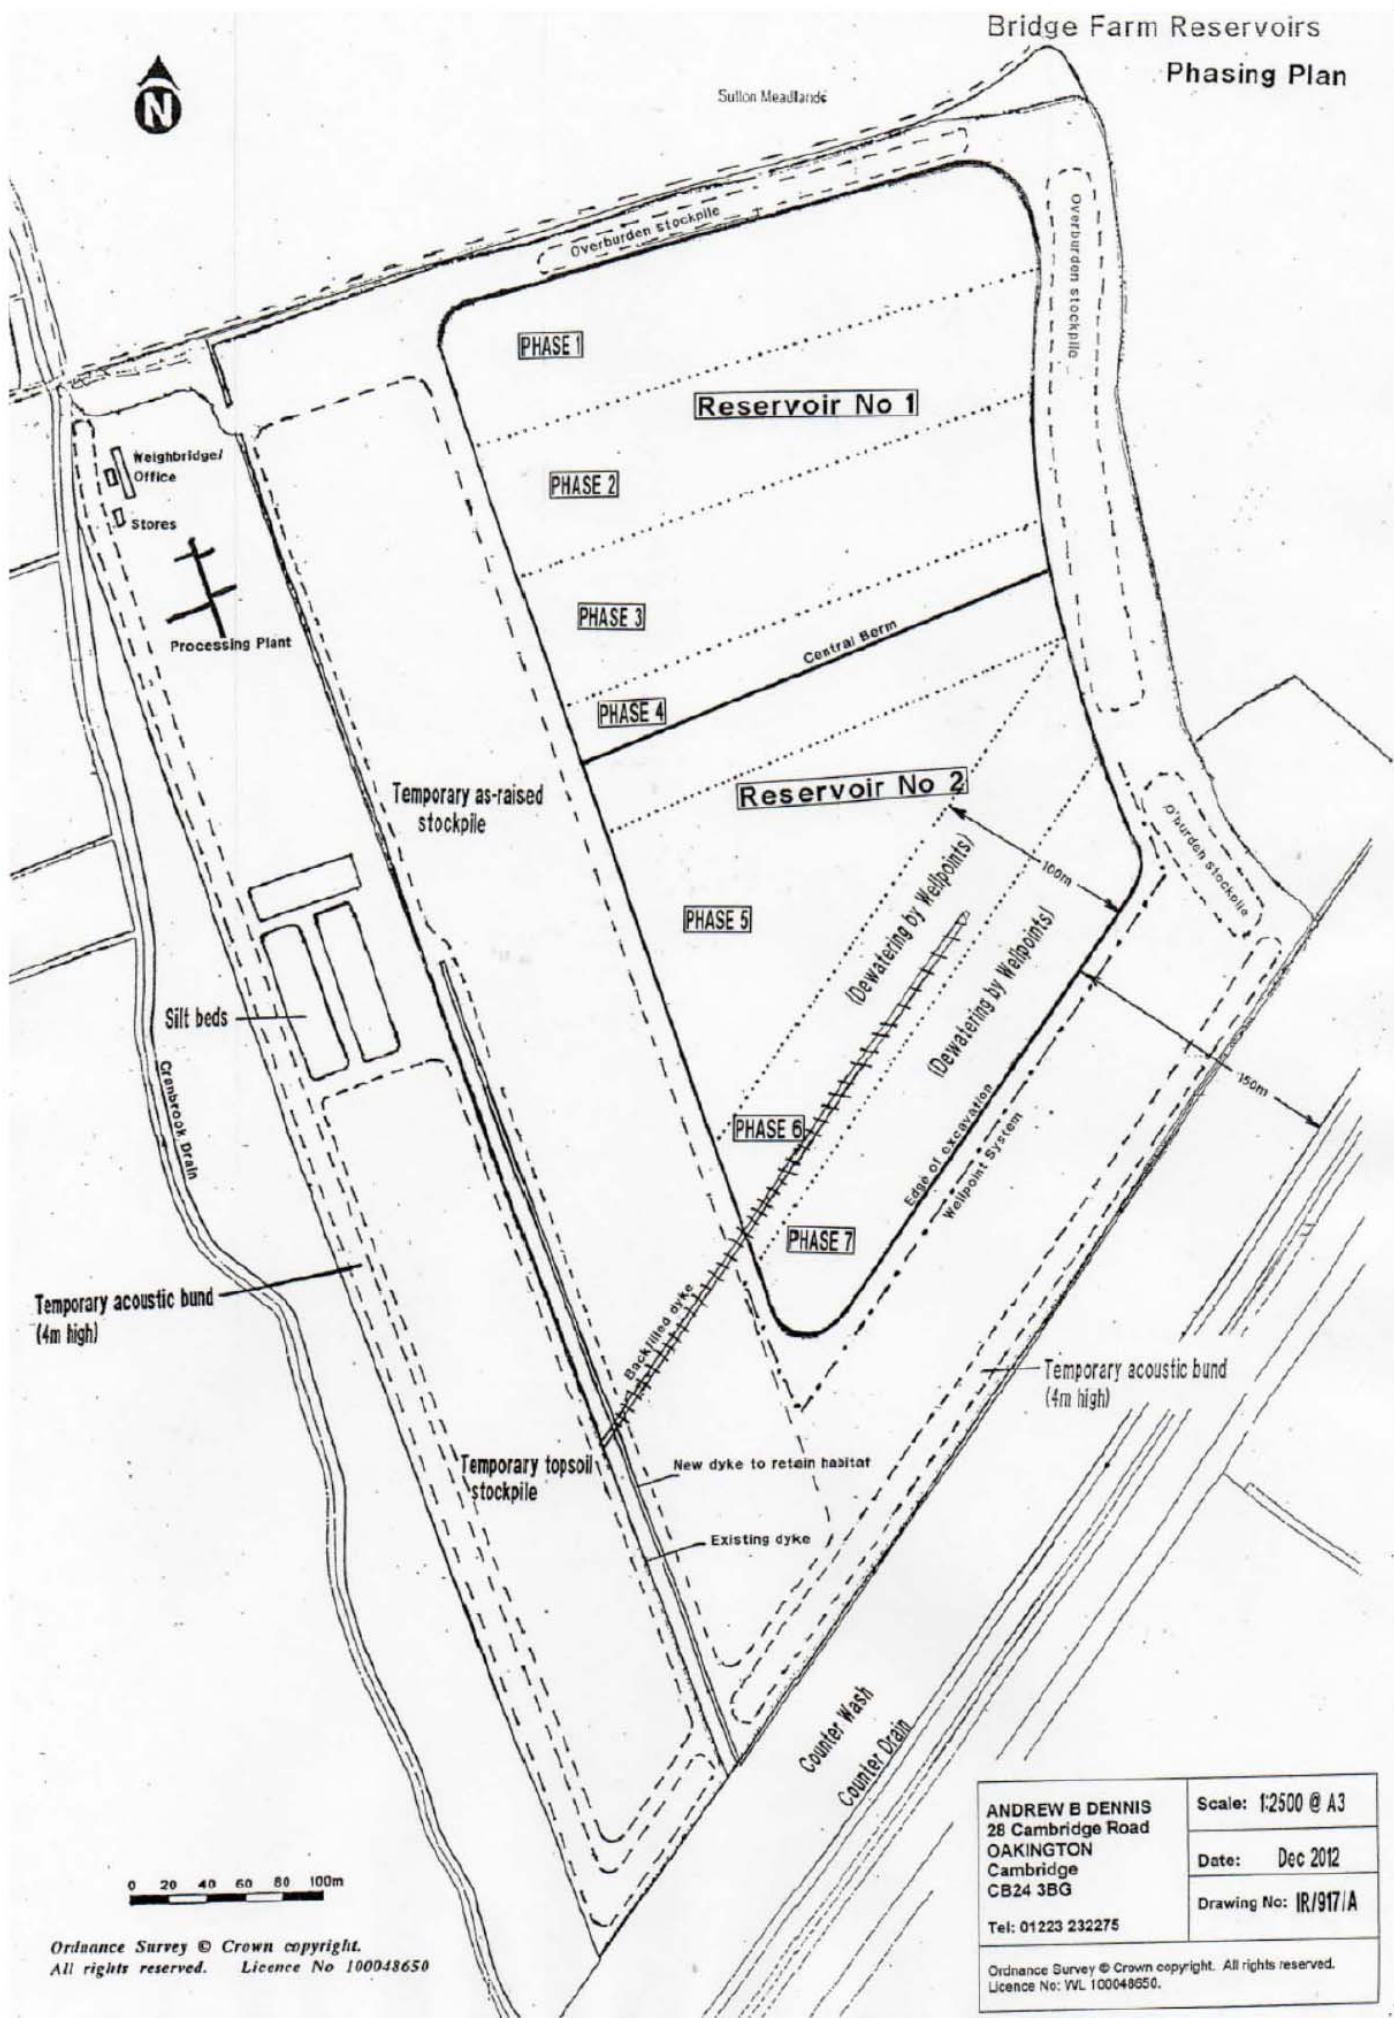 Bridge Farm Reservoirs
Phasing Plan
N
Sutton Meadlands
Overburden stockpile
Overburden stockpile
PHASE 1
Reservoir No 1
Weighbridge/
Office
PHASE 2
Stores
PHASE 3
Processing Plant
Central Berm
PHASE 4
Temporary as-raised
stockpile
Reservoir No 2
O'burden stockpile
100m
(Dewatering by Wellpoints)
PHASE 5
(Dewatering by Wellpoints)
Silt beds
Cranbrook Drain
150m
PHASE 6
Edge of excavation
Wellpoint System
PHASE 7
Temporary acoustic bund
(4m high)
Backfilled dyke
Temporary acoustic bund
(4m high)
Temporary topsoil
stockpile
New dyke to retain habitat
Existing dyke
Counter Wash
Counter Drain
0 20 40 60 80 100m
Ordnance Survey © Crown copyright.
All rights reserved. Licence No 100048650
ANDREW B DENNIS
28 Cambridge Road
OAKINGTON
Cambridge
CB24 3BG
Tel: 01223 232275
Scale: 1:2500 @ A3
Date: Dec 2012
Drawing No: IR/917/A
Ordnance Survey © Crown copyright. All rights reserved.
Licence No: WL 100048650.